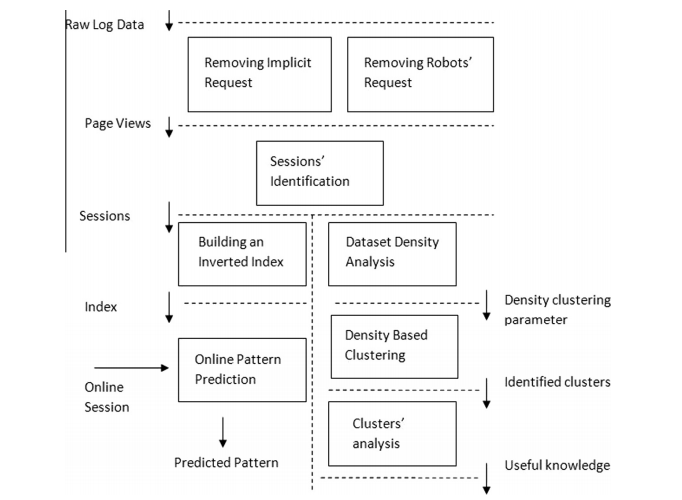 Raw Log Data
Removing Implicit
Request
Removing Robots’
Request
Page Views
Sessions’
Identification
Sessions
Building an
Inverted Index
Dataset Density
Analysis
Index
Density clustering
parameter
Density Based
Clustering
Online Pattern
Prediction
Online
Session
Identified clusters
Clusters’
analysis
Predicted Pattern
Useful knowledge